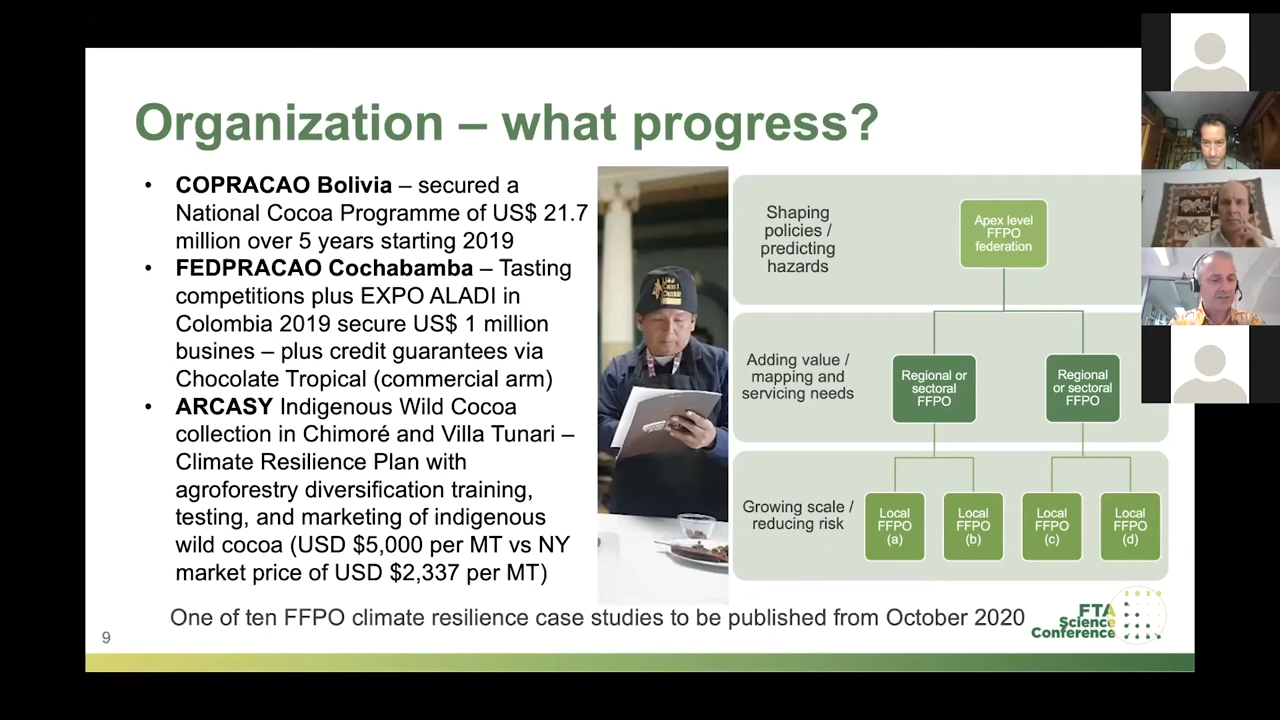 Organization – what progress?
• COPRACAO Bolivia – secured a
National Cocoa Programme of US$ 21.7
million over 5 years starting 2019
• FEDPRACAO Cochabamba – Tasting
competitions plus EXPO ALADI in
Colombia 2019 secure US$ 1 million
busines – plus credit guarantees via
Chocolate Tropical (commercial arm)
• ARCASY Indigenous Wild Cocoa
collection in Chimoré and Villa Tunari –
Climate Resilience Plan with
agroforestry diversification training,
testing, and marketing of indigenous
wild cocoa (USD $5,000 per MT vs NY
market price of USD $2,337 per MT)
Shaping
policies /
predicting
hazards
Apex level
FFPO
federation
Adding value /
mapping and
servicing needs
Regional or
sectoral
FFPO
Regional
or sectoral
FFPO
Growing scale /
reducing risk
Local
FFPO
(a)
Local
FFPO
(b)
Local
FFPO
(c)
Local
FFPO
(d)
One of ten FFPO climate resilience case studies to be published from October 2020
2020
FTA
Science
Conference
9